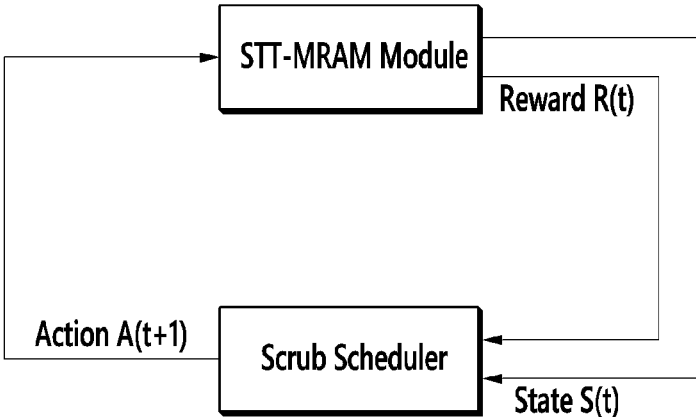 STT-MRAM Module
Reward R(t)
Action A(t+1)
Scrub Scheduler
State S(t)